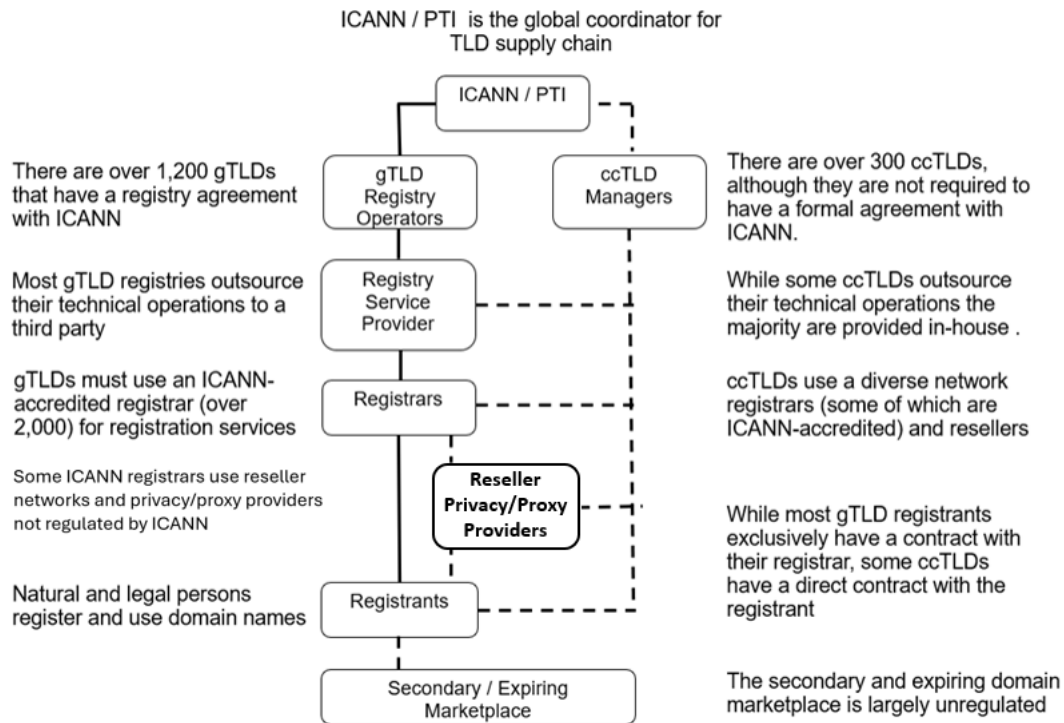 ICANN / PTI is the global coordinator for
TLD supply chain
ICANN / PTI
There are over 1,200 gTLDs
that have a registry agreement
with ICANN
gTLD
Registry
Operators
ccTLD
Managers
There are over 300 ccTLDs,
although they are not required to
have a formal agreement with
ICANN.
Most gTLD registries outsource
their technical operations to a
third party
Registry
Service
Provider
While some ccTLDs outsource
their technical operations the
majority are provided in-house .
gTLDs must use an ICANN-
accredited registrar (over
2,000) for registration services
Registrars
ccTLDs use a diverse network
registrars (some of which are
ICANN-accredited) and resellers
Some ICANN registrars use reseller
networks and privacy/proxy providers
not regulated by ICANN
Reseller
Privacy/Proxy
Providers
While most gTLD registrants
exclusively have a contract with
their registrar, some ccTLDs
have a direct contract with the
registrant
Natural and legal persons
register and use domain names
Registrants
Secondary / Expiring
Marketplace
The secondary and expiring domain
marketplace is largely unregulated